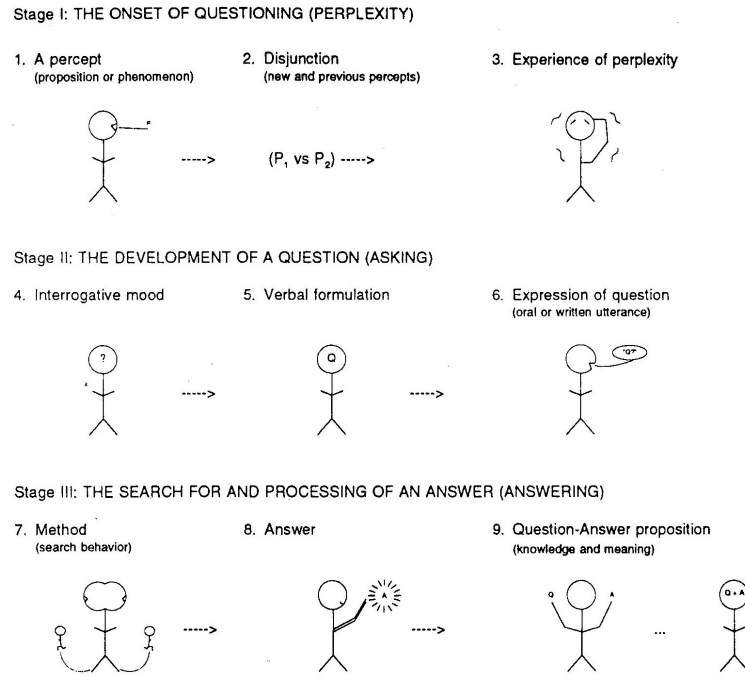 Stage I: THE ONSET OF QUESTIONING (PERPLEXITY)
1. A percept
(proposition or phenomenon)
2. Disjunction
(new and previous percepts)
3. Experience of perplexity
P
(P₁ vs P₂)
Stage II: THE DEVELOPMENT OF A QUESTION (ASKING)
4. Interrogative mood
5. Verbal formulation
6. Expression of question
(oral or written utterance)
?
Q
"Q?"
Stage III: THE SEARCH FOR AND PROCESSING OF AN ANSWER (ANSWERING)
7. Method
(search behavior)
8. Answer
9. Question-Answer proposition
(knowledge and meaning)
A
Q A
...
Q + A